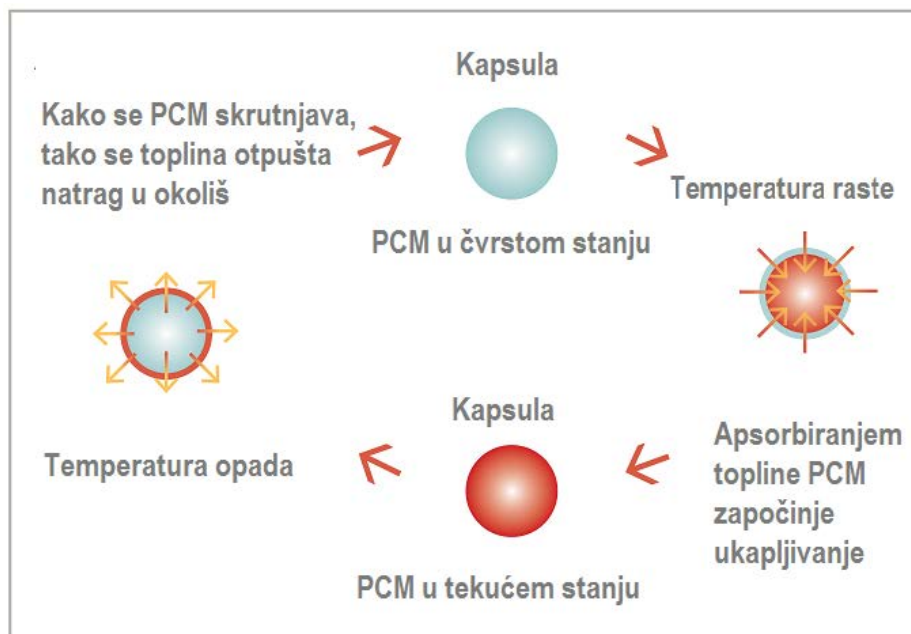 Kapsula
Kako se PCM skrutnjava,
tako se toplina otpušta
natrag u okoliš
PCM u čvrstom stanju
Temperatura raste
Kapsula
Temperatura opada
PCM u tekućem stanju
Apsorbiranjem
topline PCM
započinje
ukapljivanje